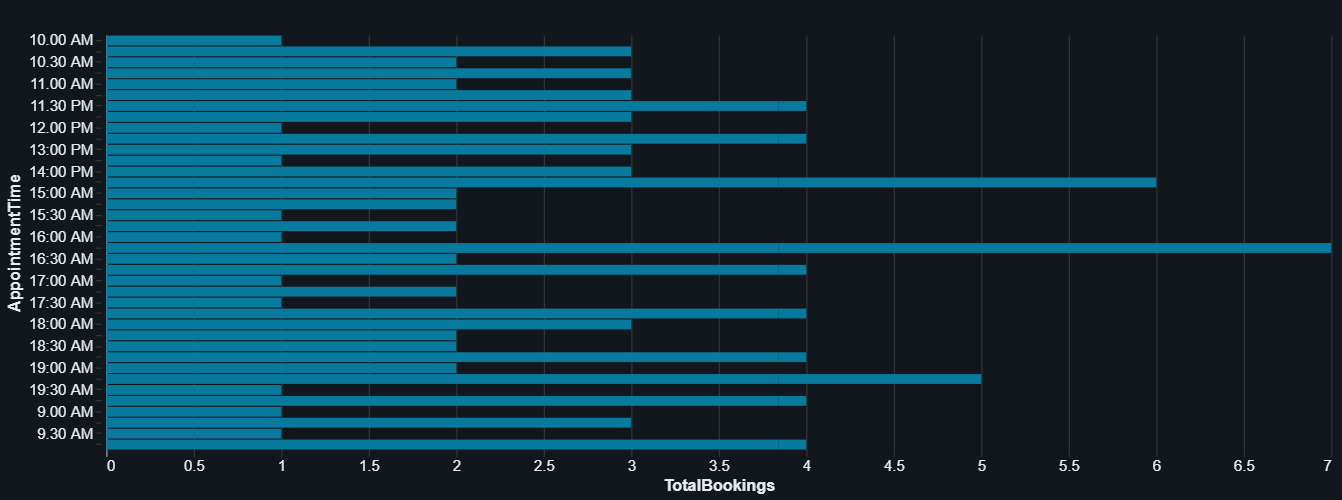 10.00 AM
10.30 AM
11.00 AM
11.30 PM
12.00 PM
13:00 PM
14:00 PM
15:00 AM
15:30 AM
16:00 AM
16:30 AM
17:00 AM
17:30 AM
18:00 AM
18:30 AM
19:00 AM
19:30 AM
9.00 AM
9.30 AM
AppointmentTime
0 0.5 1 1.5 2 2.5 3 3.5 4 4.5 5 5.5 6 6.5 7
TotalBookings